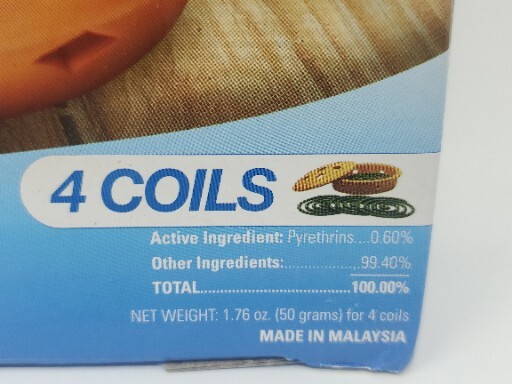 4 COILS
Active Ingredient: Pyrethrins....0.60%
Other Ingredients:..................99.40%
TOTAL....................................100.00%
NET WEIGHT: 1.76 oz. (50 grams) for 4 coils
MADE IN MALAYSIA